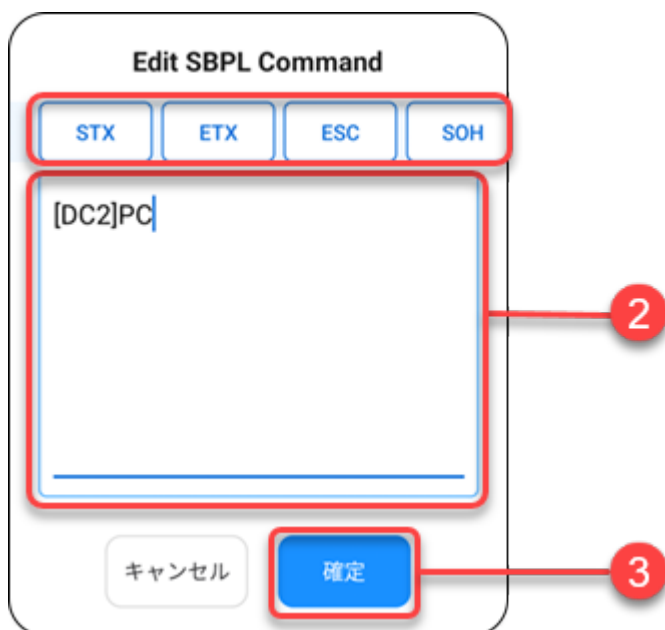 Edit SBPL Command
STX ETX ESC SOH
[DC2]PC
2
キャンセル 確定
3